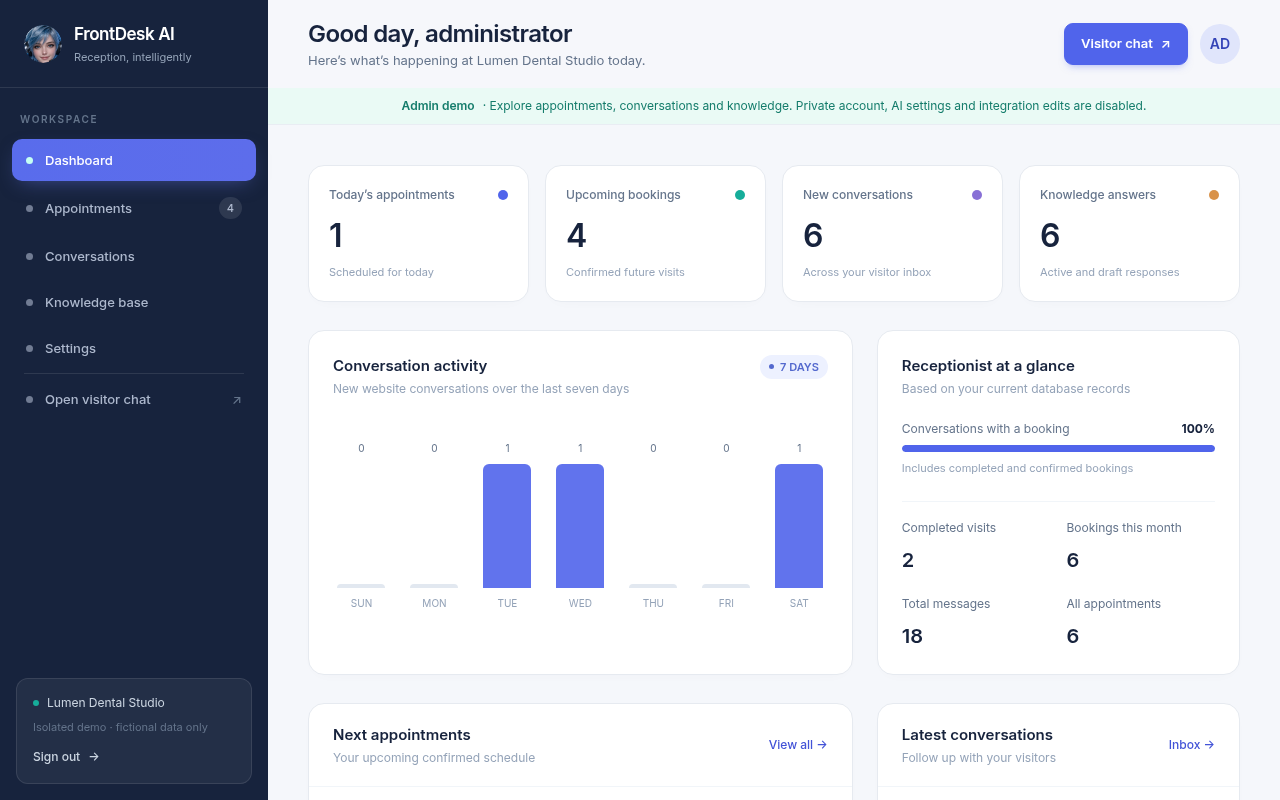 FrontDesk AI
Reception, intelligently
WORKSPACE
Dashboard
Appointments 4
Conversations
Knowledge base
Settings
Open visitor chat ↗
Lumen Dental Studio
Isolated demo · fictional data only
Sign out →
Good day, administrator
Here’s what’s happening at Lumen Dental Studio today.
Visitor chat ↗
AD
Admin demo · Explore appointments, conversations and knowledge. Private account, AI settings and integration edits are disabled.
Today’s appointments
1
Scheduled for today
Upcoming bookings
4
Confirmed future visits
New conversations
6
Across your visitor inbox
Knowledge answers
6
Active and draft responses
Conversation activity
New website conversations over the last seven days
7 DAYS
0 0 1 1 0 0 1
SUN MON TUE WED THU FRI SAT
Receptionist at a glance
Based on your current database records
Conversations with a booking 100%
Includes completed and confirmed bookings
Completed visits
2
Bookings this month
6
Total messages
18
All appointments
6
Next appointments
Your upcoming confirmed schedule
View all →
Latest conversations
Follow up with your visitors
Inbox →